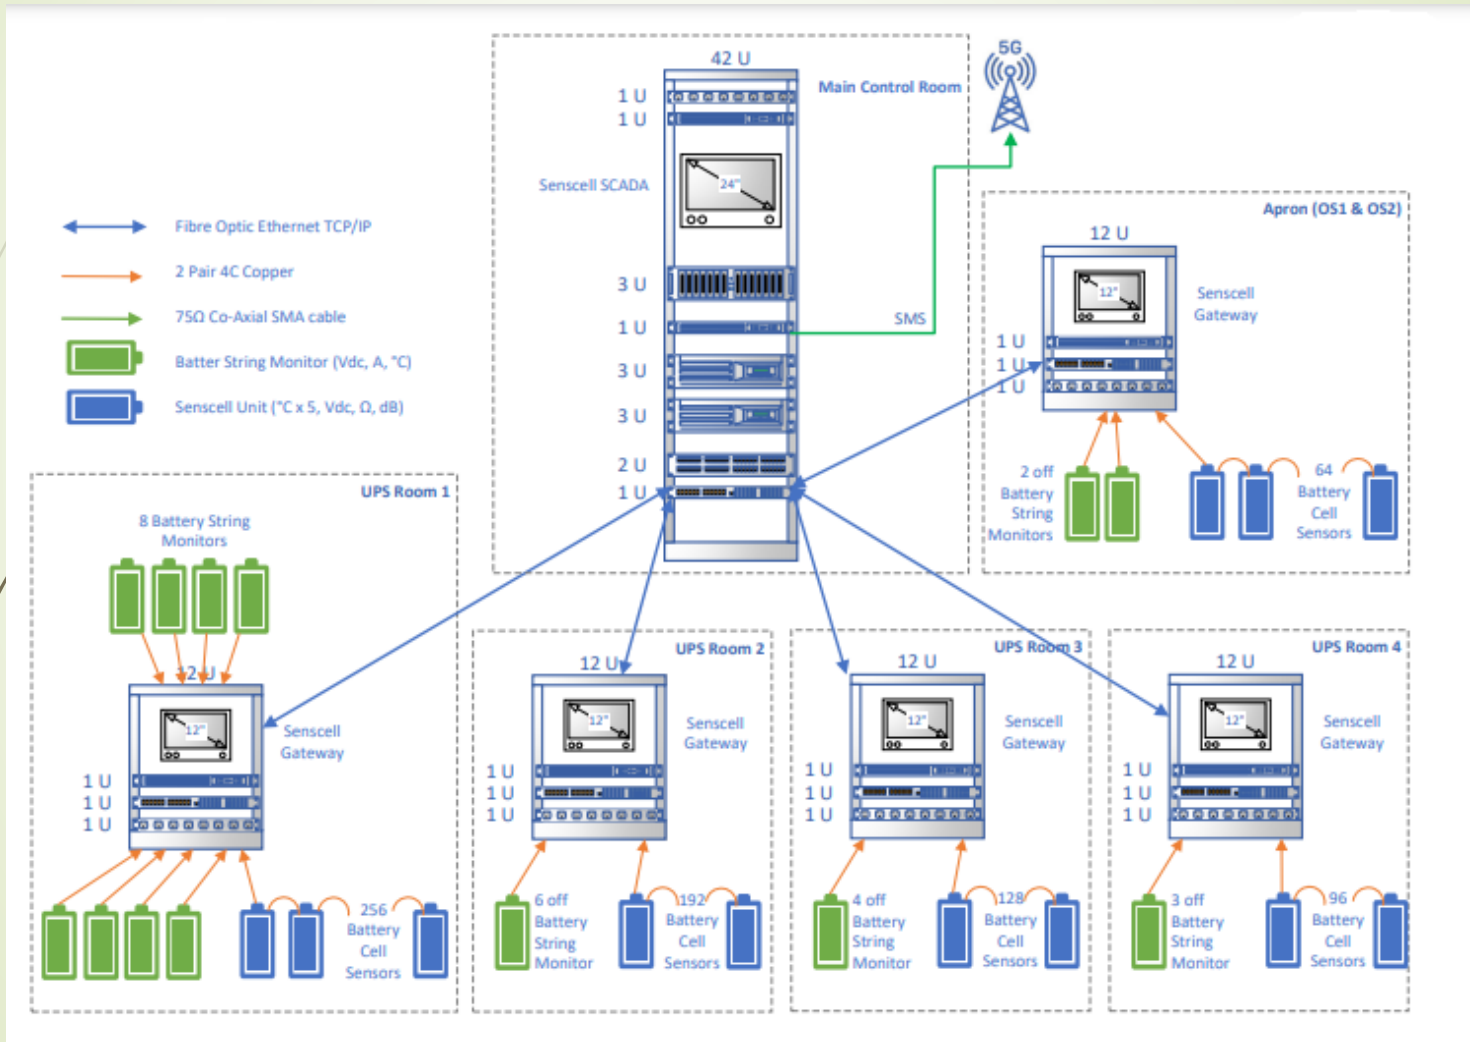 42 U
1 U
1 U
Main Control Room
5G
Senscell SCADA
24"
3 U
1 U
SMS
3 U
3 U
2 U
1 U
Fibre Optic Ethernet TCP/IP
2 Pair 4C Copper
75Ω Co-Axial SMA cable
Batter String Monitor (Vdc, A, °C)
Senscell Unit (°C x 5, Vdc, Ω, dB)
Apron (OS1 & OS2)
12 U
12"
Senscell
Gateway
1 U
1 U
1 U
2 off
Battery
String
Monitors
64
Battery
Cell
Sensors
UPS Room 1
8 Battery String
Monitors
12 U
12"
Senscell
Gateway
1 U
1 U
1 U
256
Battery
Cell
Sensors
UPS Room 2
12 U
12"
Senscell
Gateway
1 U
1 U
1 U
6 off
Battery
String
Monitor
192
Battery
Cell
Sensors
UPS Room 3
12 U
12"
Senscell
Gateway
1 U
1 U
1 U
4 off
Battery
String
Monitor
128
Battery
Cell
Sensors
UPS Room 4
12 U
12"
Senscell
Gateway
1 U
1 U
1 U
3 off
Battery
String
Monitor
96
Battery
Cell
Sensors